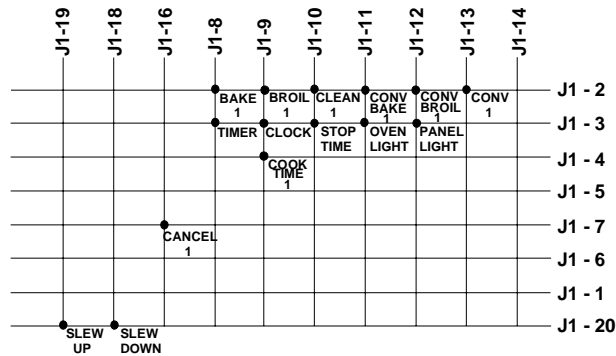 J1-19 J1-18 J1-16 J1-8 J1-9 J1-10 J1-11 J1-12 J1-13 J1-14
J1 - 2
BAKE 1
BROIL 1
CLEAN 1
CONV BAKE 1
CONV BROIL 1
CONV 1
J1 - 3
TIMER
CLOCK
STOP TIME
OVEN LIGHT
PANEL LIGHT
J1 - 4
COOK TIME 1
J1 - 5
J1 - 7
CANCEL 1
J1 - 6
J1 - 1
J1 - 20
SLEW UP
SLEW DOWN